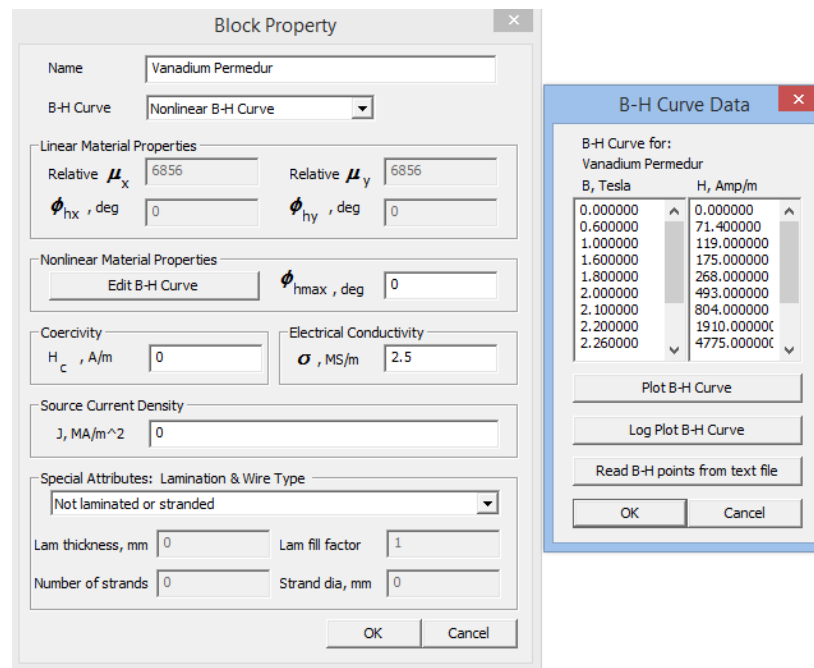 Block Property
Name Vanadium Permedur
B-H Curve Nonlinear B-H Curve
Linear Material Properties
Relative μx 6856 Relative μy 6856
ϕhx , deg 0 ϕhy , deg 0
Nonlinear Material Properties
Edit B-H Curve ϕhmax , deg 0
Coercivity Electrical Conductivity
Hc , A/m 0 σ , MS/m 2.5
Source Current Density
J, MA/m^2 0
Special Attributes: Lamination & Wire Type
Not laminated or stranded
Lam thickness, mm 0 Lam fill factor 1
Number of strands 0 Strand dia, mm 0
OK Cancel
B-H Curve Data
B-H Curve for:
Vanadium Permedur
B, Tesla H, Amp/m
0.000000 0.000000
0.600000 71.400000
1.000000 119.000000
1.600000 175.000000
1.800000 268.000000
2.000000 493.000000
2.100000 804.000000
2.200000 1910.000000
2.260000 4775.000000
Plot B-H Curve
Log Plot B-H Curve
Read B-H points from text file
OK Cancel